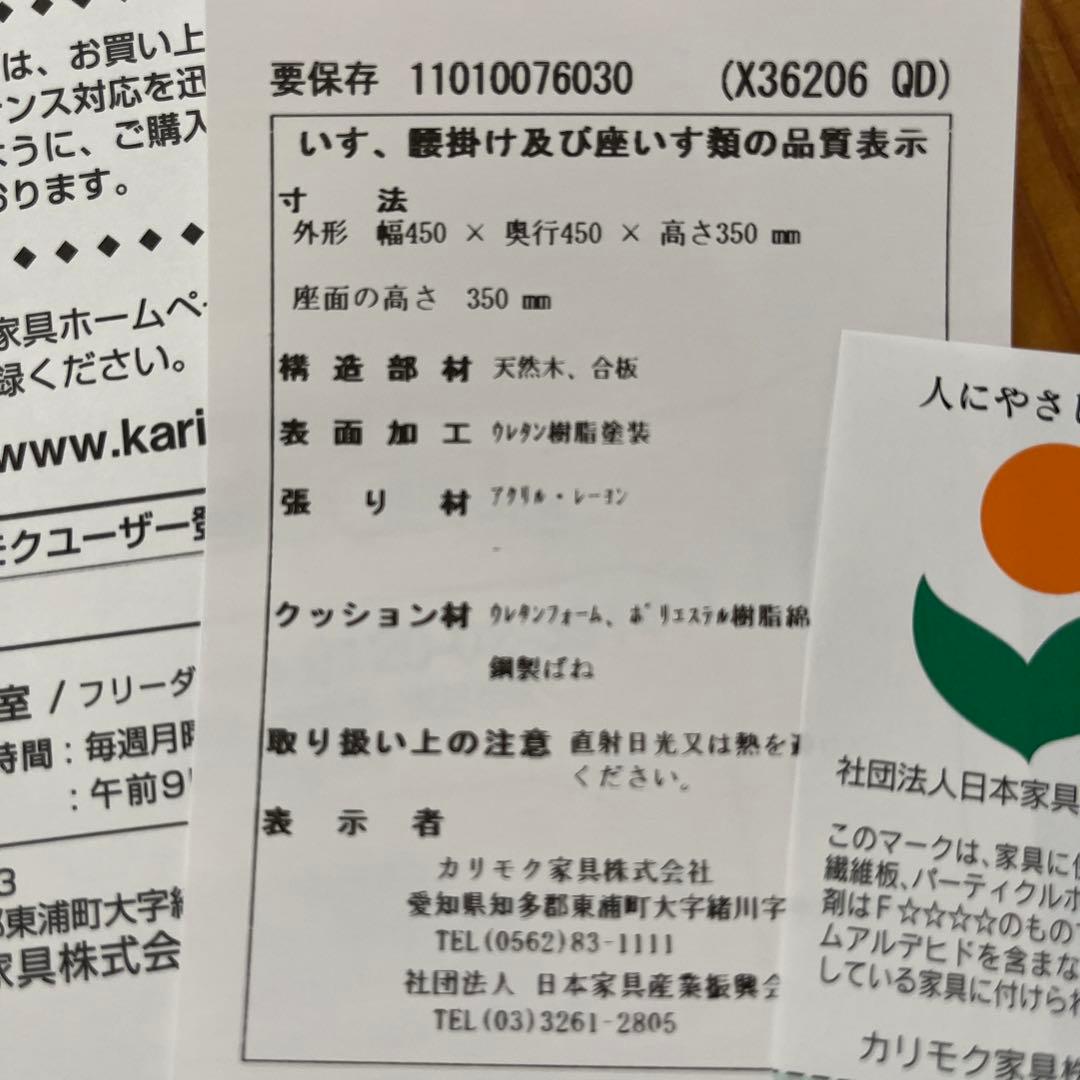 は、お買い上
ンス対応を迅
ように、ご購入
おります。
家具ホームペ
録ください。
www.kari
モクユーザー登
室 / フリーダ
時間：毎週月曜
：午前9
3
郡東浦町大字緒
家具株式会
要保存 11010076030 (X36206 QD)
いす、腰掛け及び座いす類の品質表示
寸法
外形 幅450 × 奥行450 × 高さ350 mm
座面の高さ 350 mm
構造部材 天然木、合板
表面加工 ｳﾚﾀﾝ樹脂塗装
張り材 ｱｸﾘﾙ・ﾚｰﾖﾝ
-
クッション材 ｳﾚﾀﾝﾌｫｰﾑ、ﾎﾟﾘｴｽﾃﾙ樹脂綿
鋼製ばね
取り扱い上の注意 直射日光又は熱を
ください。
表示者
カリモク家具株式会社
愛知県知多郡東浦町大字緒川字
TEL(0562)83-1111
社団法人 日本家具産業振興会
TEL(03)3261-2805
人にやさし
社団法人日本家具
このマークは、家具に使
繊維板、パーティクルボ
剤はF☆☆☆☆のもので
ムアルデヒドを含まな
している家具に付けられ
カリモク家具株